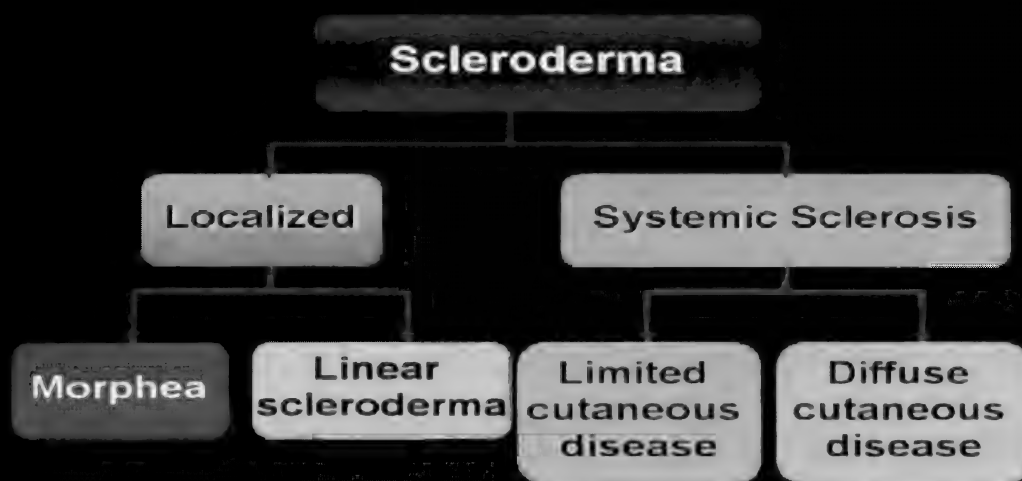 Scleroderma
Localized
Systemic Sclerosis
Morphea
Linear
scleroderma
Limited
cutaneous
disease
Diffuse
cutaneous
disease